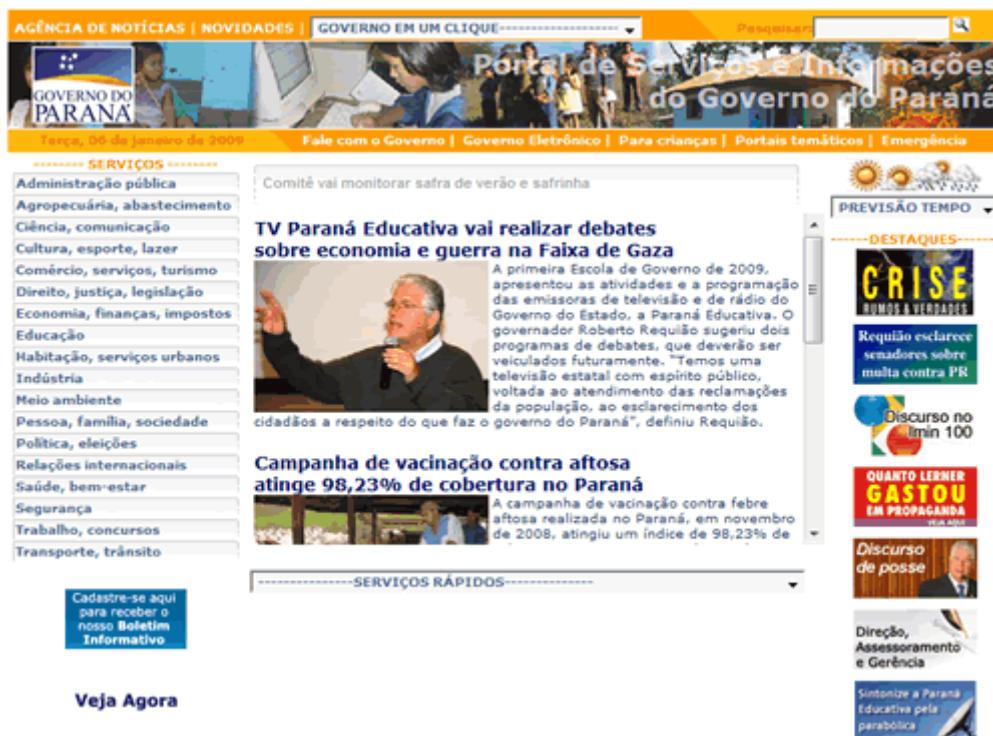 AGÊNCIA DE NOTÍCIAS | NOVIDADES |
GOVERNO EM UM CLIQUE------------------
Pesquisar:
GOVERNO DO
PARANÁ
Portal de Serviços e Informações
do Governo do Paraná
Terça, 06 de janeiro de 2009
Fale com o Governo | Governo Eletrônico | Para crianças | Portais temáticos | Emergência
-------- SERVIÇOS --------
Administração pública
Agropecuária, abastecimento
Ciência, comunicação
Cultura, esporte, lazer
Comércio, serviços, turismo
Direito, justiça, legislação
Economia, finanças, impostos
Educação
Habitação, serviços urbanos
Indústria
Meio ambiente
Pessoa, família, sociedade
Política, eleições
Relações internacionais
Saúde, bem-estar
Segurança
Trabalho, concursos
Transporte, trânsito
Cadastre-se aqui
para receber o
nosso Boletim
Informativo
Veja Agora
Comitê vai monitorar safra de verão e safrinha
TV Paraná Educativa vai realizar debates
sobre economia e guerra na Faixa de Gaza
A primeira Escola de Governo de 2009,
apresentou as atividades e a programação
das emissoras de televisão e de rádio do
Governo do Estado, a Paraná Educativa. O
governador Roberto Requião sugeriu dois
programas de debates, que deverão ser
veiculados futuramente. "Temos uma
televisão estatal com espírito público,
voltada ao atendimento das reclamações
da população, ao esclarecimento dos
cidadãos a respeito do que faz o governo do Paraná", definiu Requião.
Campanha de vacinação contra aftosa
atinge 98,23% de cobertura no Paraná
A campanha de vacinação contra febre
aftosa realizada no Paraná, em novembro
de 2008, atingiu um índice de 98,23% de
---------------SERVIÇOS RÁPIDOS--------------
PREVISÃO TEMPO
-----DESTAQUES-----
CRISE
RUMOS & VERDADES
Requião esclarece
senadores sobre
multa contra PR
Discurso no
Imin 100
QUANTO LERNER
GASTOU
EM PROPAGANDA
VEJA AQUI
Discurso
de posse
Direção,
Assessoramento
e Gerência
Sintonize a Paraná
Educativa pela
parabólica